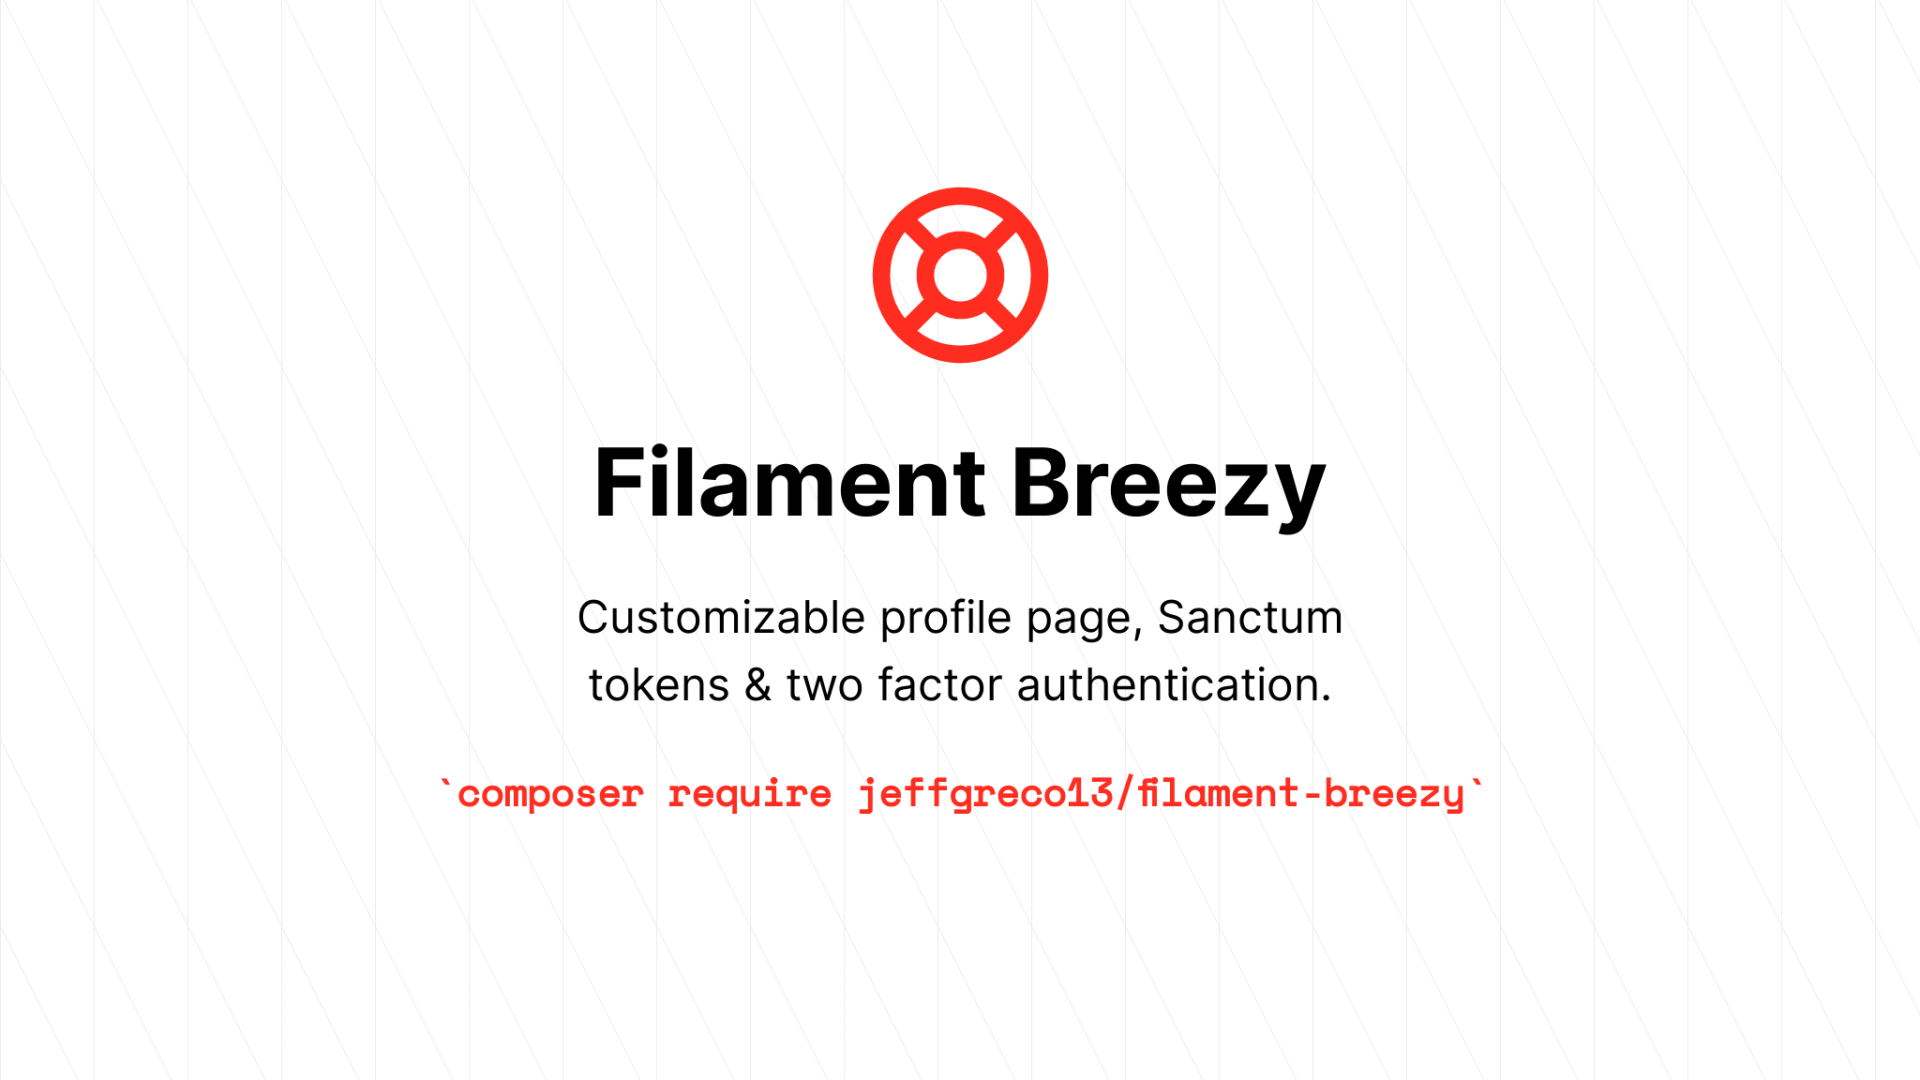 Filament Breezy
Customizable profile page, Sanctum
tokens & two factor authentication.
`composer require jeffgreco13/filament-breezy`